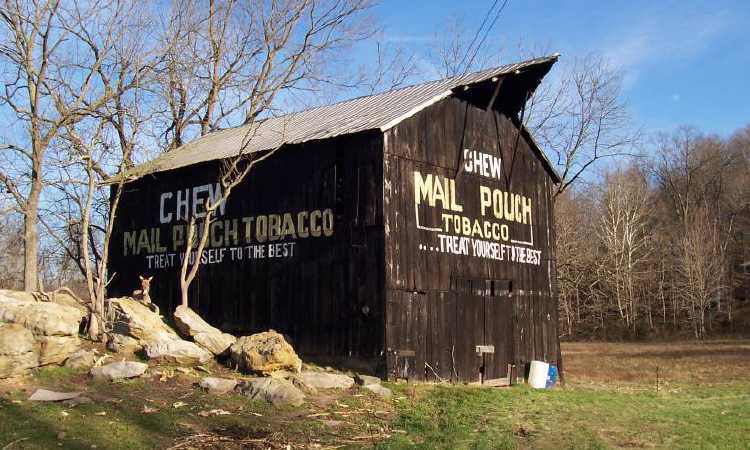 CHEW
MAIL POUCH TOBACCO
TREAT YOURSELF TO THE BEST
CHEW
MAIL POUCH
TOBACCO
....TREAT YOURSELF TO THE BEST